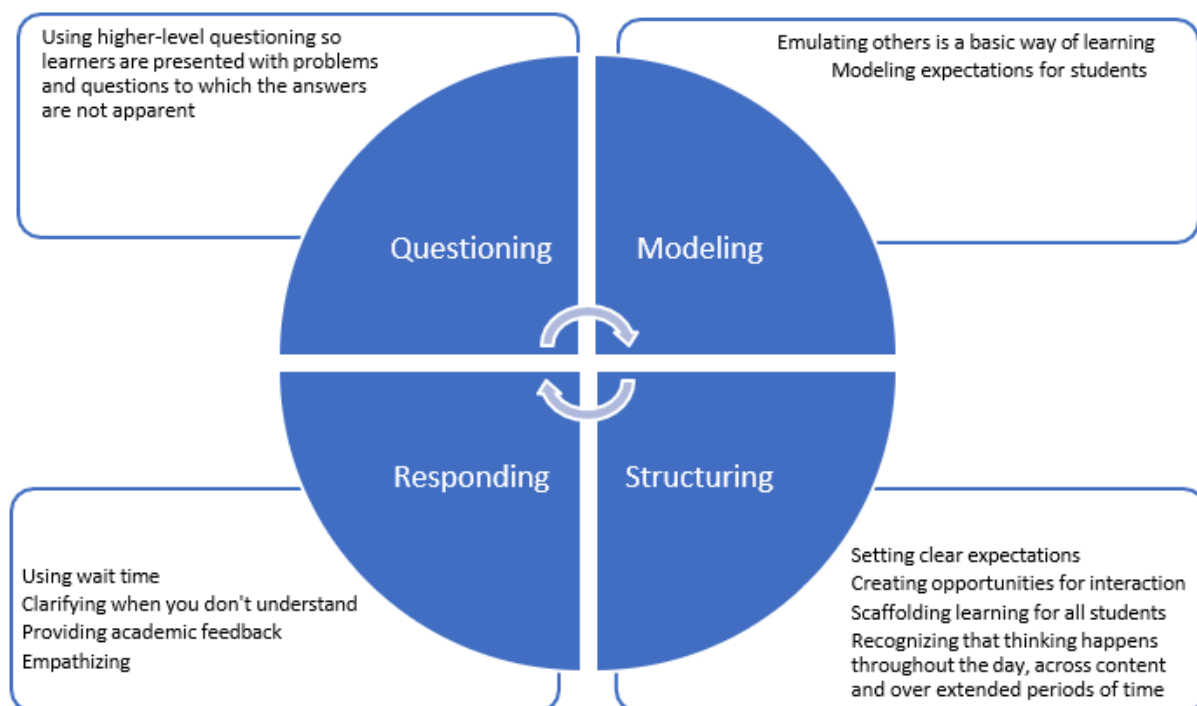 Using higher-level questioning so
learners are presented with problems
and questions to which the answers
are not apparent
Emulating others is a basic way of learning
Modeling expectations for students
Questioning
Modeling
Responding
Structuring
Using wait time
Clarifying when you don't understand
Providing academic feedback
Empathizing
Setting clear expectations
Creating opportunities for interaction
Scaffolding learning for all students
Recognizing that thinking happens
throughout the day, across content
and over extended periods of time